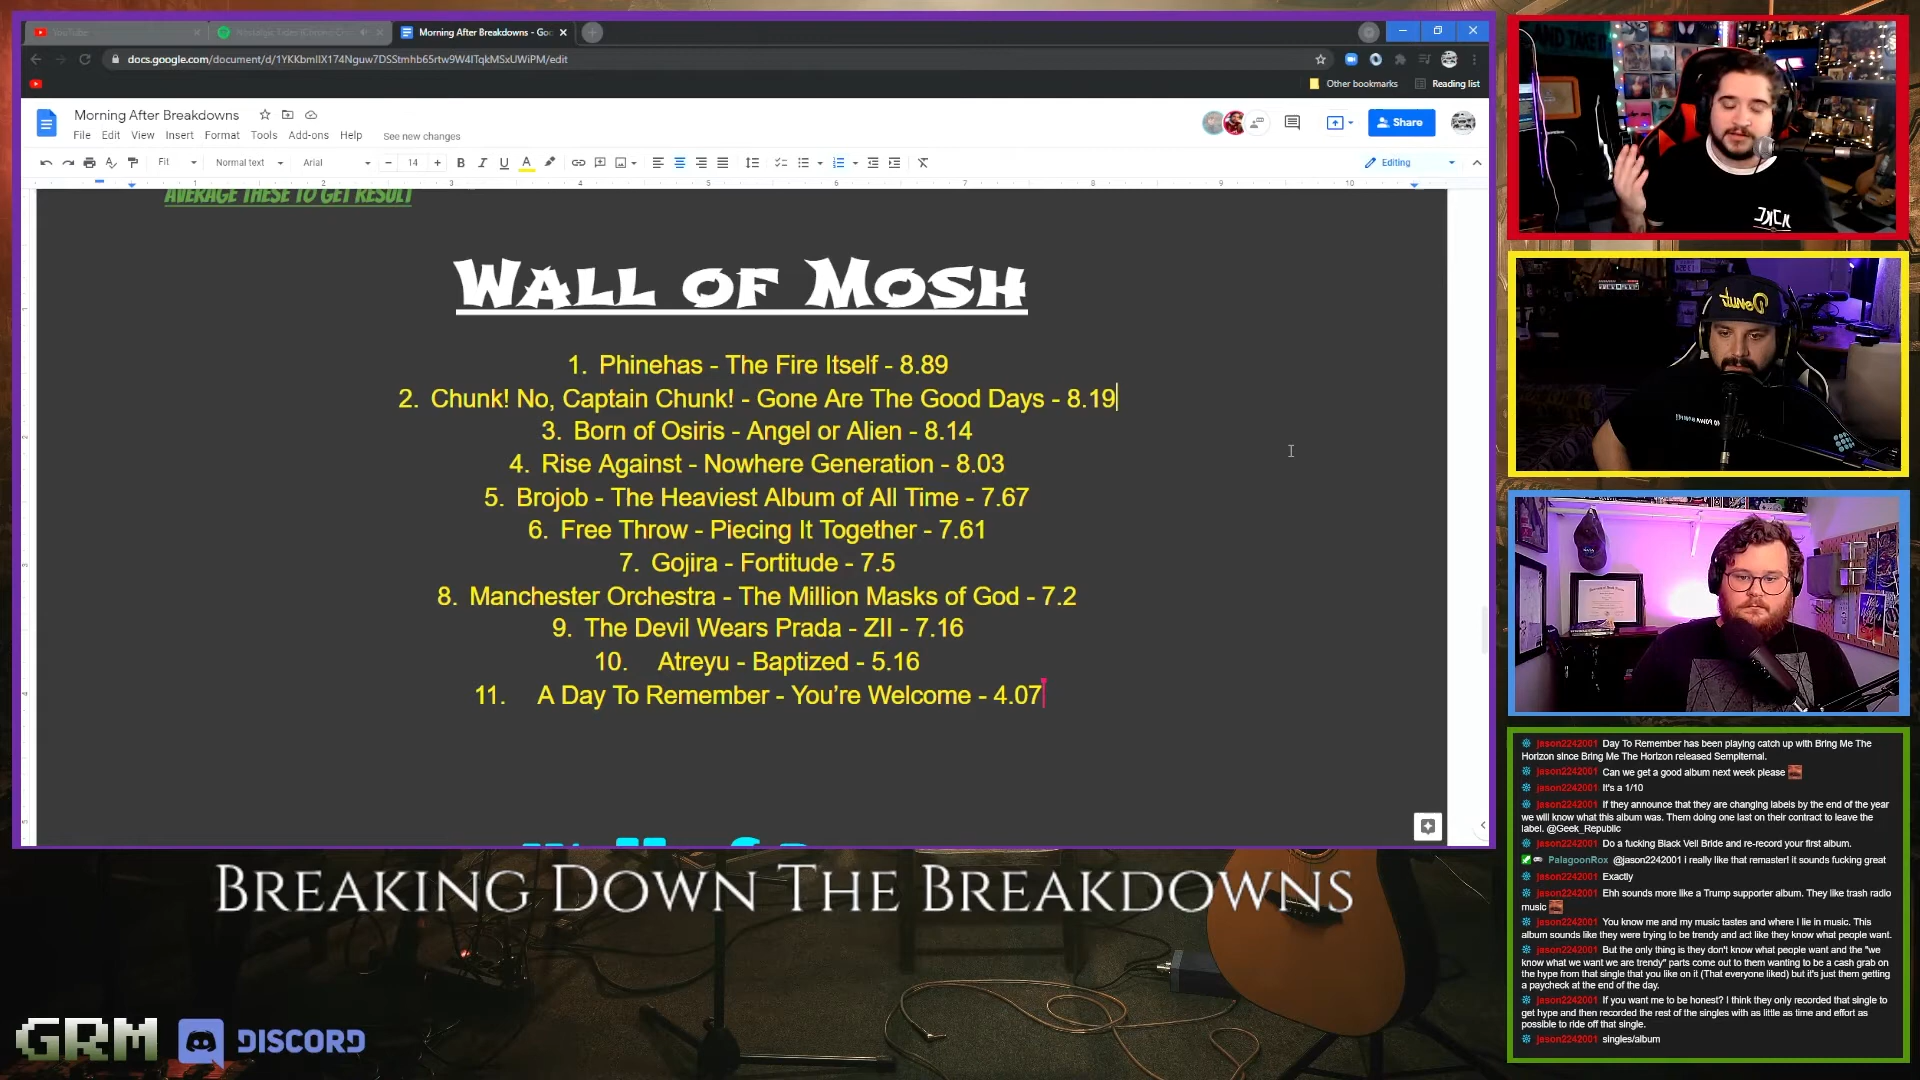 YouTube
Morning After Breakdowns - Goo
docs.google.com/document/d/
Other bookmarks
Reading list
Morning After Breakdowns
File Edit View Insert Format Tools Add-ons Help See new changes
Share
Fit Normal text Arial 14 B I U A Editing
1 2 3 4 5 6 7 8 9 10
AVERAGE THESE TO GET RESULT
WALL OF MOSH
1. Phinehas - The Fire Itself - 8.89
2. Chunk! No, Captain Chunk! - Gone Are The Good Days - 8.19
3. Born of Osiris - Angel or Alien - 8.14
4. Rise Against - Nowhere Generation - 8.03
5. Brojob - The Heaviest Album of All Time - 7.67
6. Free Throw - Piecing It Together - 7.61
7. Gojira - Fortitude - 7.5
8. Manchester Orchestra - The Million Masks of God - 7.2
9. The Devil Wears Prada - ZII - 7.16
10. Atreyu - Baptized - 5.16
11. A Day To Remember - You're Welcome - 4.07
BREAKING DOWN THE BREAKDOWNS
GRM DISCORD
Donut
jason2242001 Day To Remember has been playing catch up with Bring Me The
Horizon since Bring Me The Horizon released Sempiternal.
jason2242001 Can we get a good album next week please
jason2242001 It's a 1/10
jason2242001 If they announce that they are changing labels by the end of the year
we will know what this album was. Them doing one last on their contract to leave the
label. @Geek_Republic
jason2242001 Do a fucking Black Veil Bride and re-record your first album.
PalagoonRox @jason2242001 i really like that remaster! it sounds fucking great
jason2242001 Exactly
jason2242001 Ehh sounds more like a Trump supporter album. They like trash radio
music
jason2242001 You know me and my music tastes and where I lie in music. This
album sounds like they were trying to be trendy and act like they know what people want.
jason2242001 But the only thing is they don't know what people want and the "we
know what we want we are trendy" parts come out to them wanting to be a cash grab on
the hype from that single that you like on it (That everyone liked) but it's just them getting
a paycheck at the end of the day.
jason2242001 If you want me to be honest? I think they only recorded that single to
get hype and then recorded the rest of the singles with as little as time and effort as
possible to ride off that single.
jason2242001 singles/album